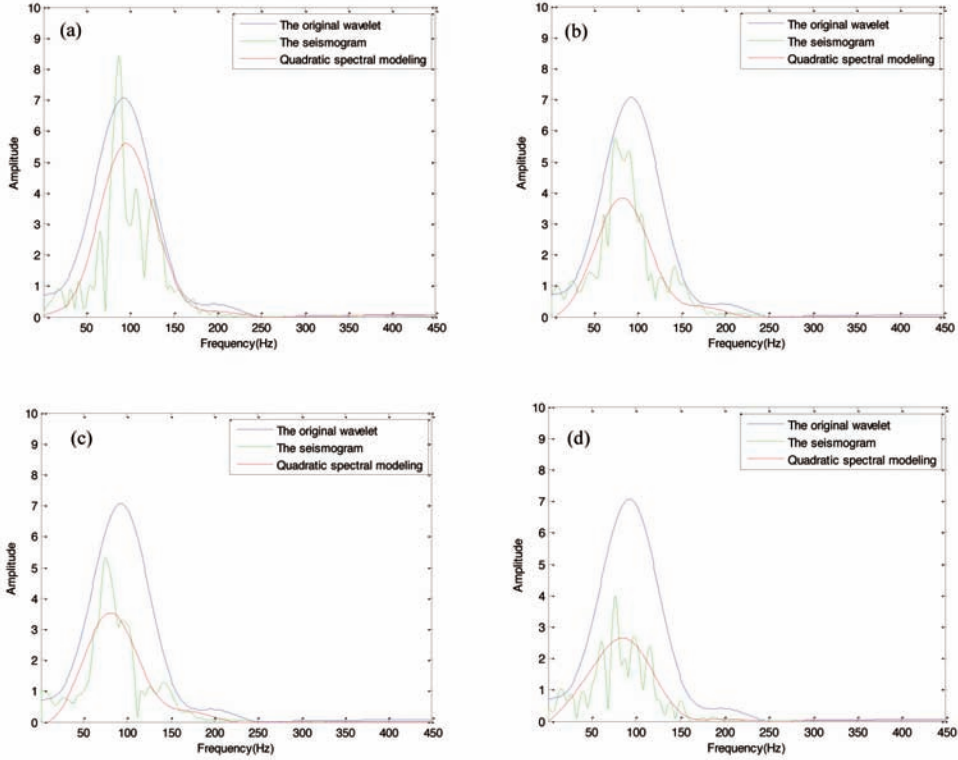 (a)
The original wavelet
The seismogram
Quadratic spectral modeling
Amplitude
10
9
8
7
6
5
4
3
2
1
0
50 100 150 200 250 300 350 400 450
Frequency(Hz)
(b)
The original wavelet
The seismogram
Quadratic spectral modeling
Amplitude
10
9
8
7
6
5
4
3
2
1
0
50 100 150 200 250 300 350 400 450
Frequency(Hz)
(c)
The original wavelet
The seismogram
Quadratic spectral modeling
Amplitude
10
9
8
7
6
5
4
3
2
1
0
50 100 150 200 250 300 350 400 450
Frequency(Hz)
(d)
The original wavelet
The seismogram
Quadratic spectral modeling
Amplitude
10
9
8
7
6
5
4
3
2
1
0
50 100 150 200 250 300 350 400 450
Frequency(Hz)